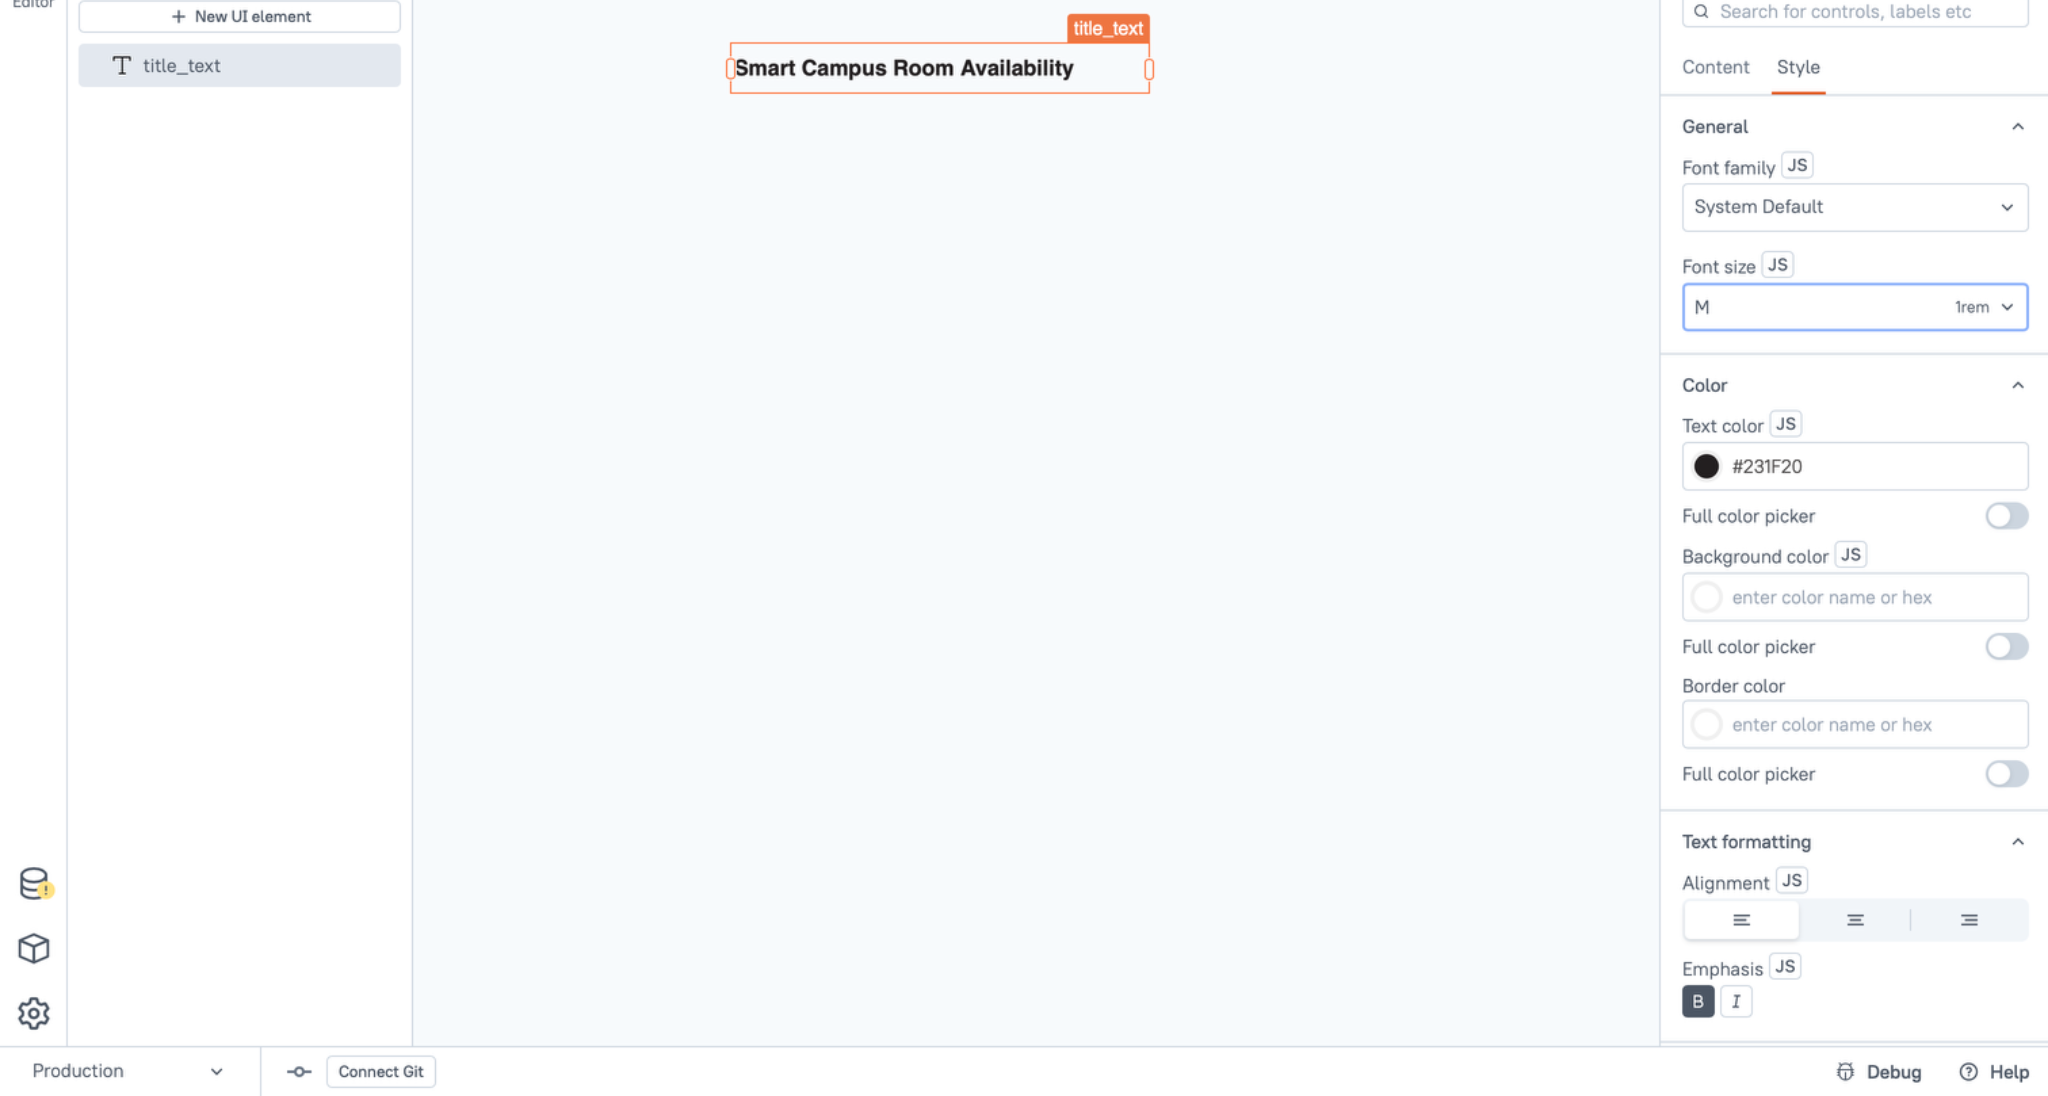 Editor
+ New UI element
title_text
title_text
Smart Campus Room Availability
Search for controls, labels etc
Content Style
General
Font family JS
System Default
Font size JS
M 1rem
Color
Text color JS
#231F20
Full color picker
Background color JS
enter color name or hex
Full color picker
Border color
enter color name or hex
Full color picker
Text formatting
Alignment JS
Emphasis JS
B I
Production
Connect Git
Debug
Help